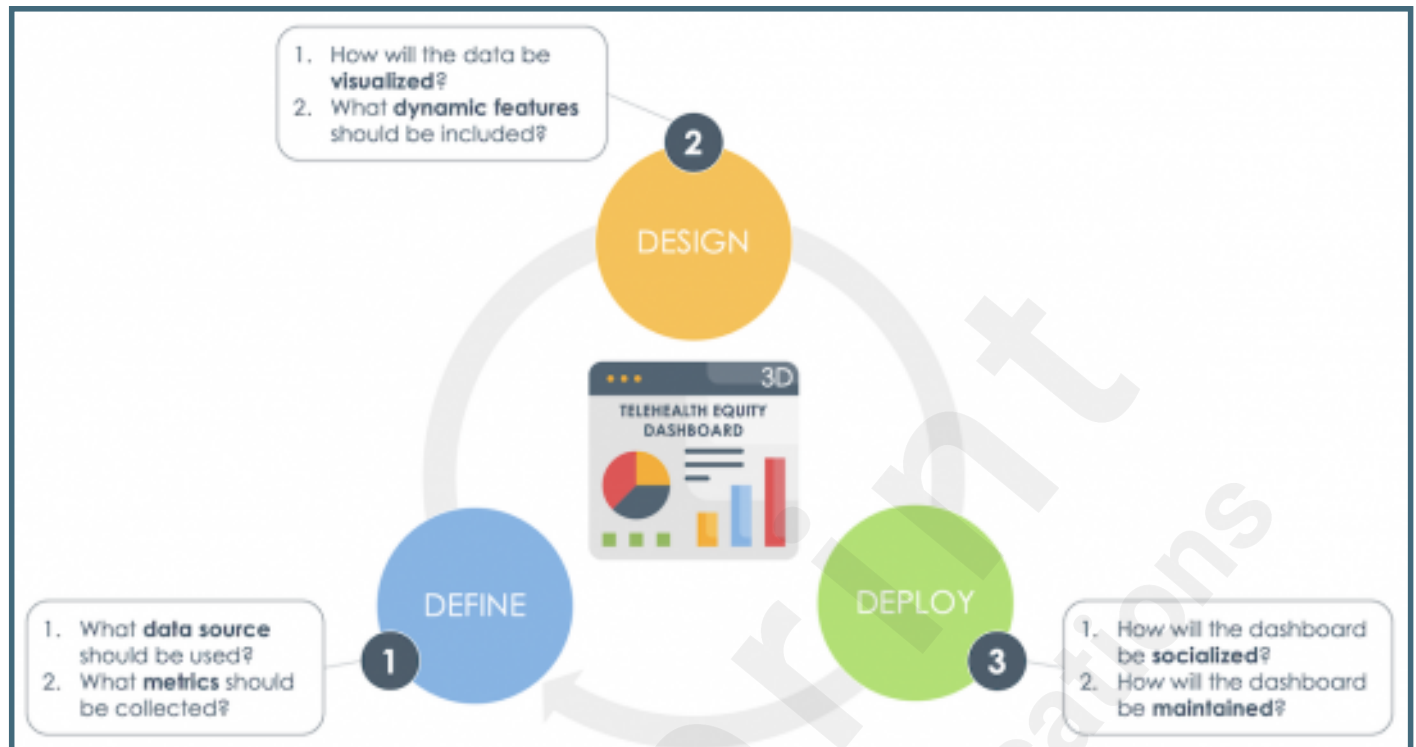 1. How will the data be
visualized?
2. What dynamic features
should be included?
2
DESIGN
3D
TELEHEALTH EQUITY
DASHBOARD
DEFINE
1
1. What data source
should be used?
2. What metrics should
be collected?
DEPLOY
3
1. How will the dashboard
be socialized?
2. How will the dashboard
be maintained?